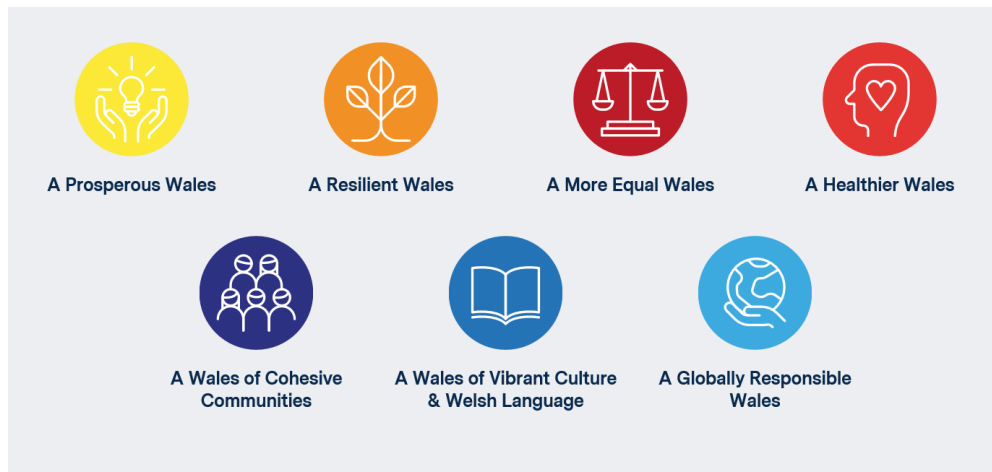 A Prosperous Wales
A Resilient Wales
A More Equal Wales
A Healthier Wales
A Wales of Cohesive
Communities
A Wales of Vibrant Culture
& Welsh Language
A Globally Responsible
Wales